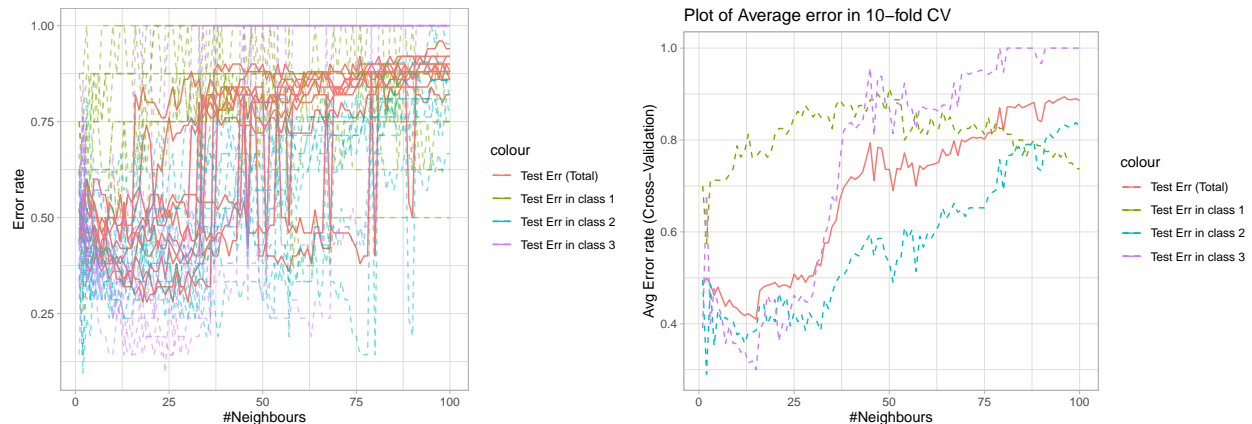 1.00
0.75
0.50
0.25
Error rate
0
25
50
75
100
#Neighbours
colour
Test Err (Total)
Test Err in class 1
Test Err in class 2
Test Err in class 3
Plot of Average error in 10−fold CV
1.0
0.8
0.6
0.4
Avg Error rate (Cross−Validation)
0
25
50
75
100
#Neighbours
colour
Test Err (Total)
Test Err in class 1
Test Err in class 2
Test Err in class 3